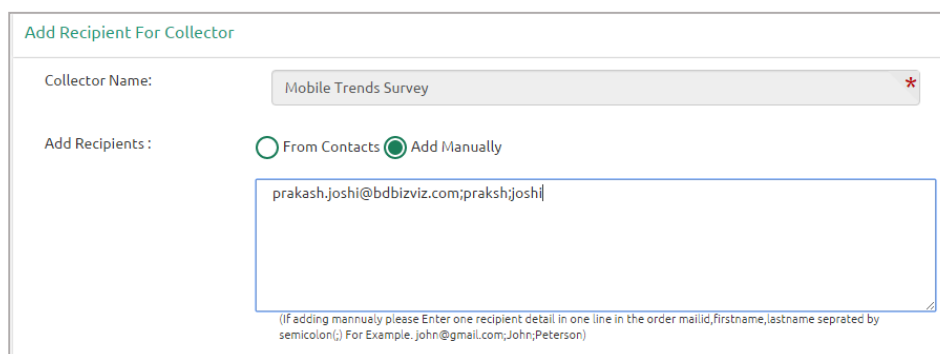 Add Recipient For Collector
Collector Name:
Mobile Trends Survey *
Add Recipients :
From Contacts Add Manually
prakash.joshi@bdbizviz.com;praksh;joshi
(If adding mannualy please Enter one recipient detail in one line in the order mailid,firstname,lastname seprated by
semicolon(;) For Example. john@gmail.com;John;Peterson)